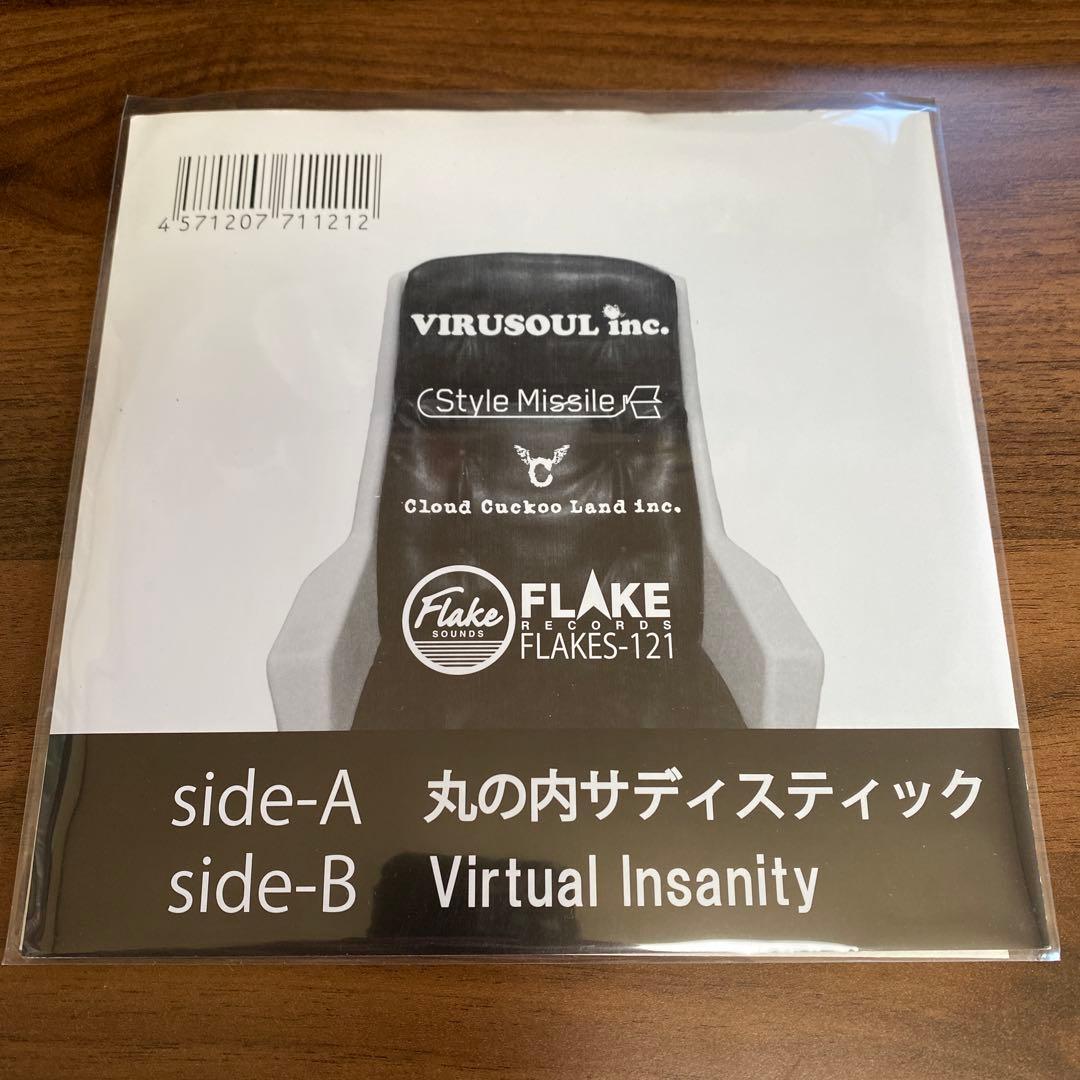 4 571207 711212
VIRUSOUL inc.
Style Missile
C
Cloud Cuckoo Land inc.
Flake
SOUNDS
FLAKE
RECORDS
FLAKES-121
side-A 丸の内サディスティック
side-B Virtual Insanity